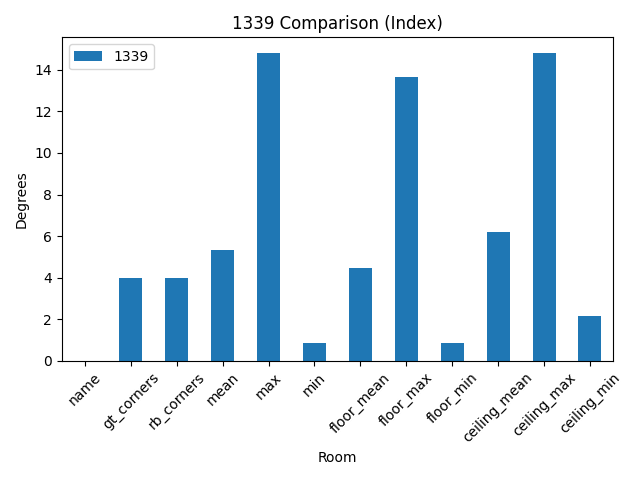 1339 Comparison (Index)
1339
Degrees
14
12
10
8
6
4
2
0
name
gt_corners
rb_corners
mean
max
min
floor_mean
floor_max
floor_min
ceiling_mean
ceiling_max
ceiling_min
Room